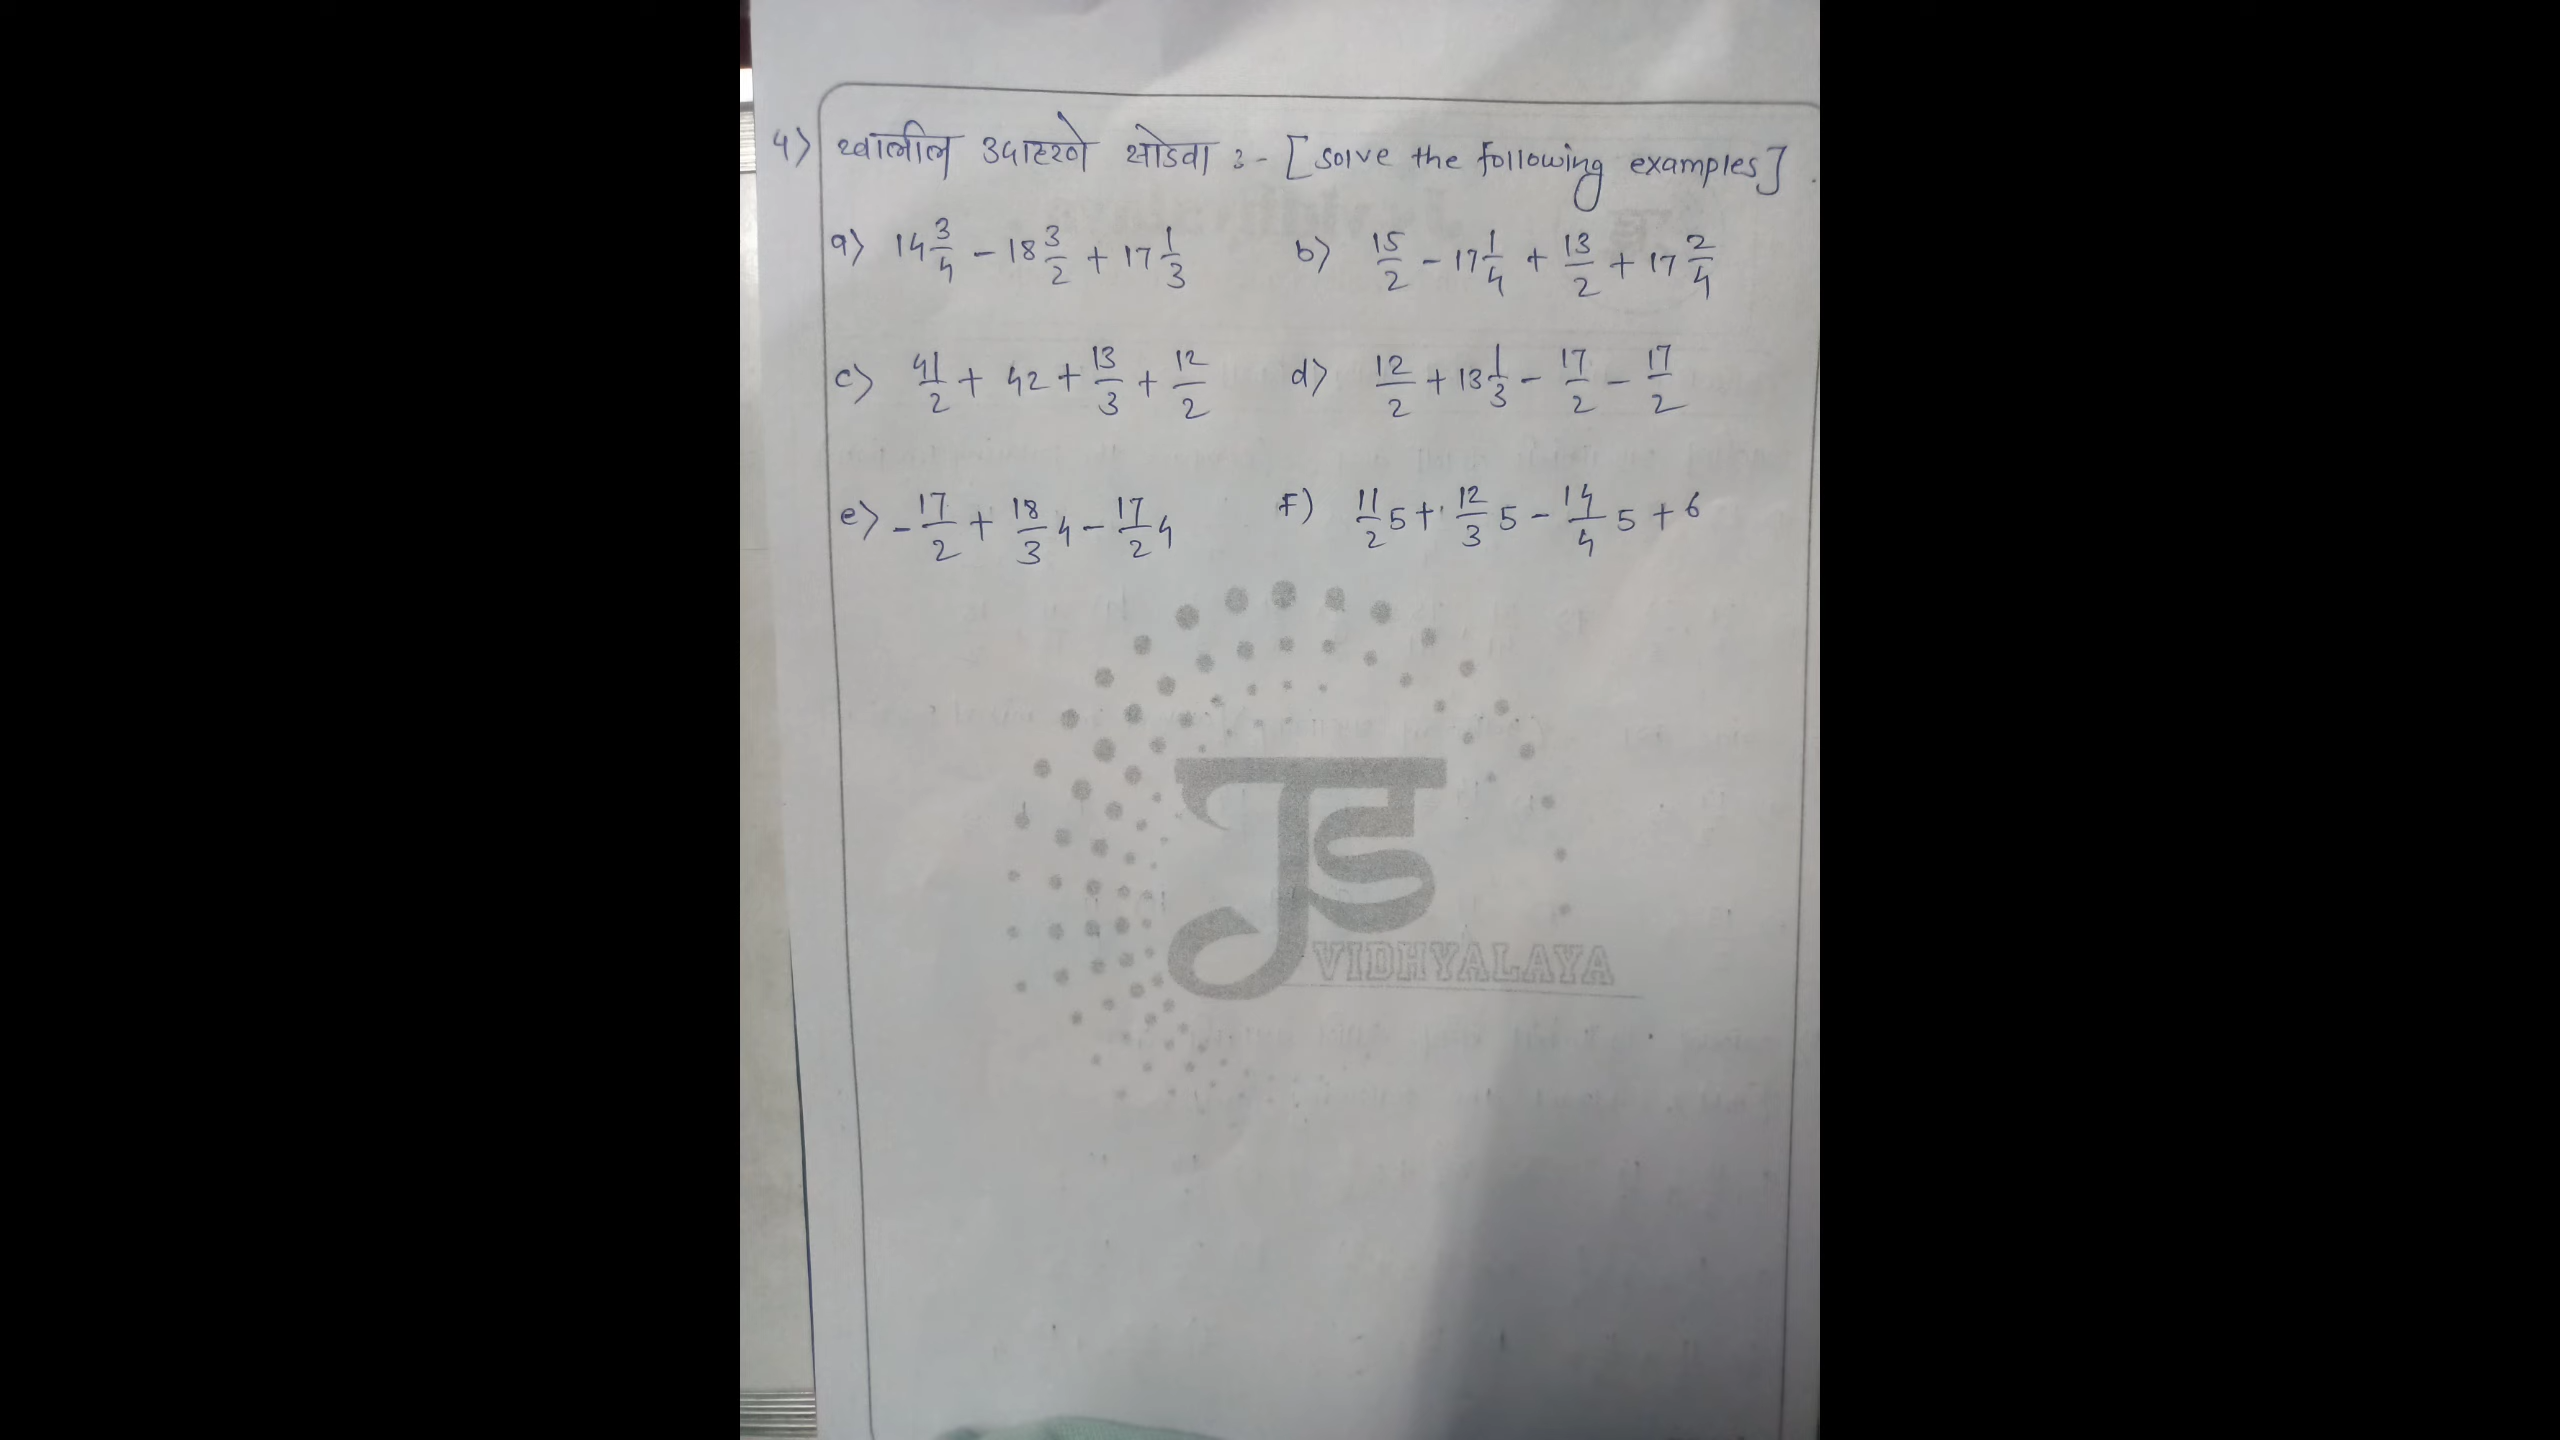 4) खालील उदाहरणे सोडवा :- [solve the following examples]
a) 14 3/4 - 18 3/2 + 17 1/3 b) 15/2 - 17 1/4 + 13/2 + 17 2/4
c) 41/2 + 42 + 13/3 + 12/2 d) 12/2 + 13 1/3 - 17/2 - 17/2
e) - 17/2 + 18/3 4 - 17/2 4 F) 11/2 5 + 12/3 5 - 14/4 5 + 6
जड
VIDHYALAYA